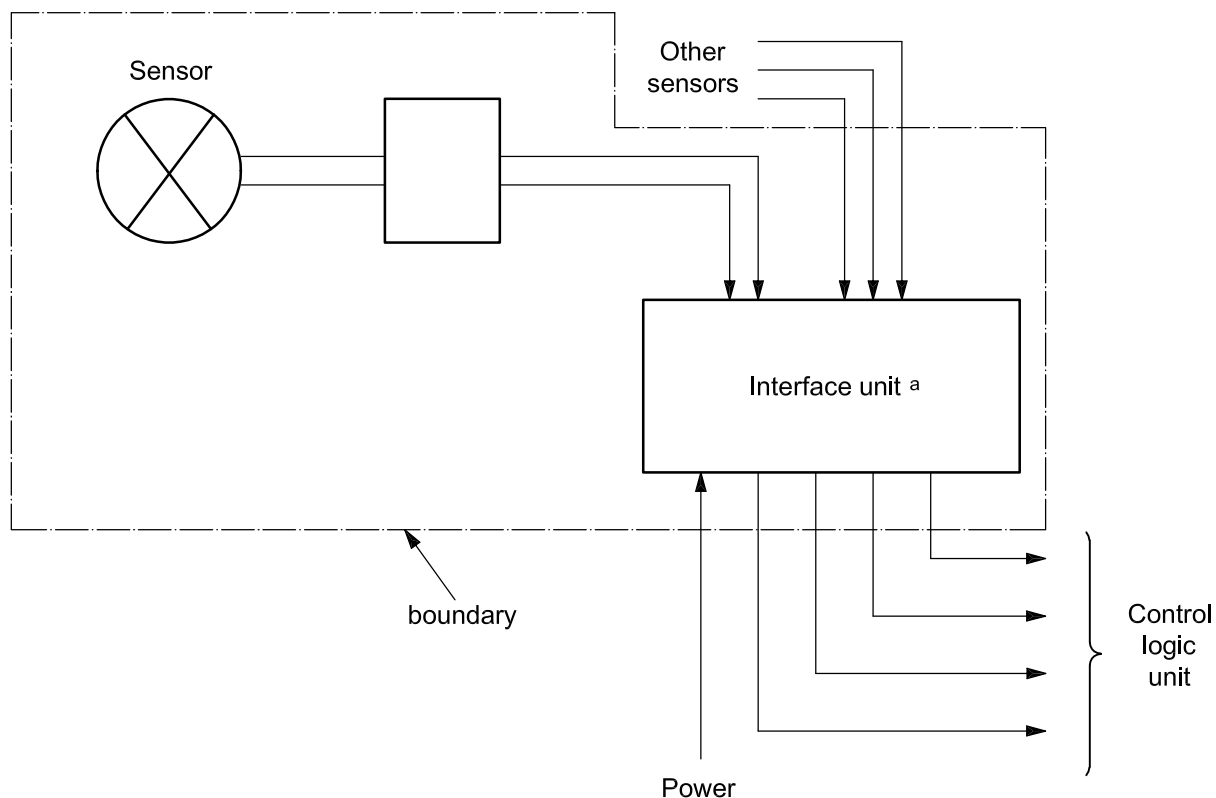 Sensor
Other
sensors
Interface unit a
boundary
Control
logic
unit
Power